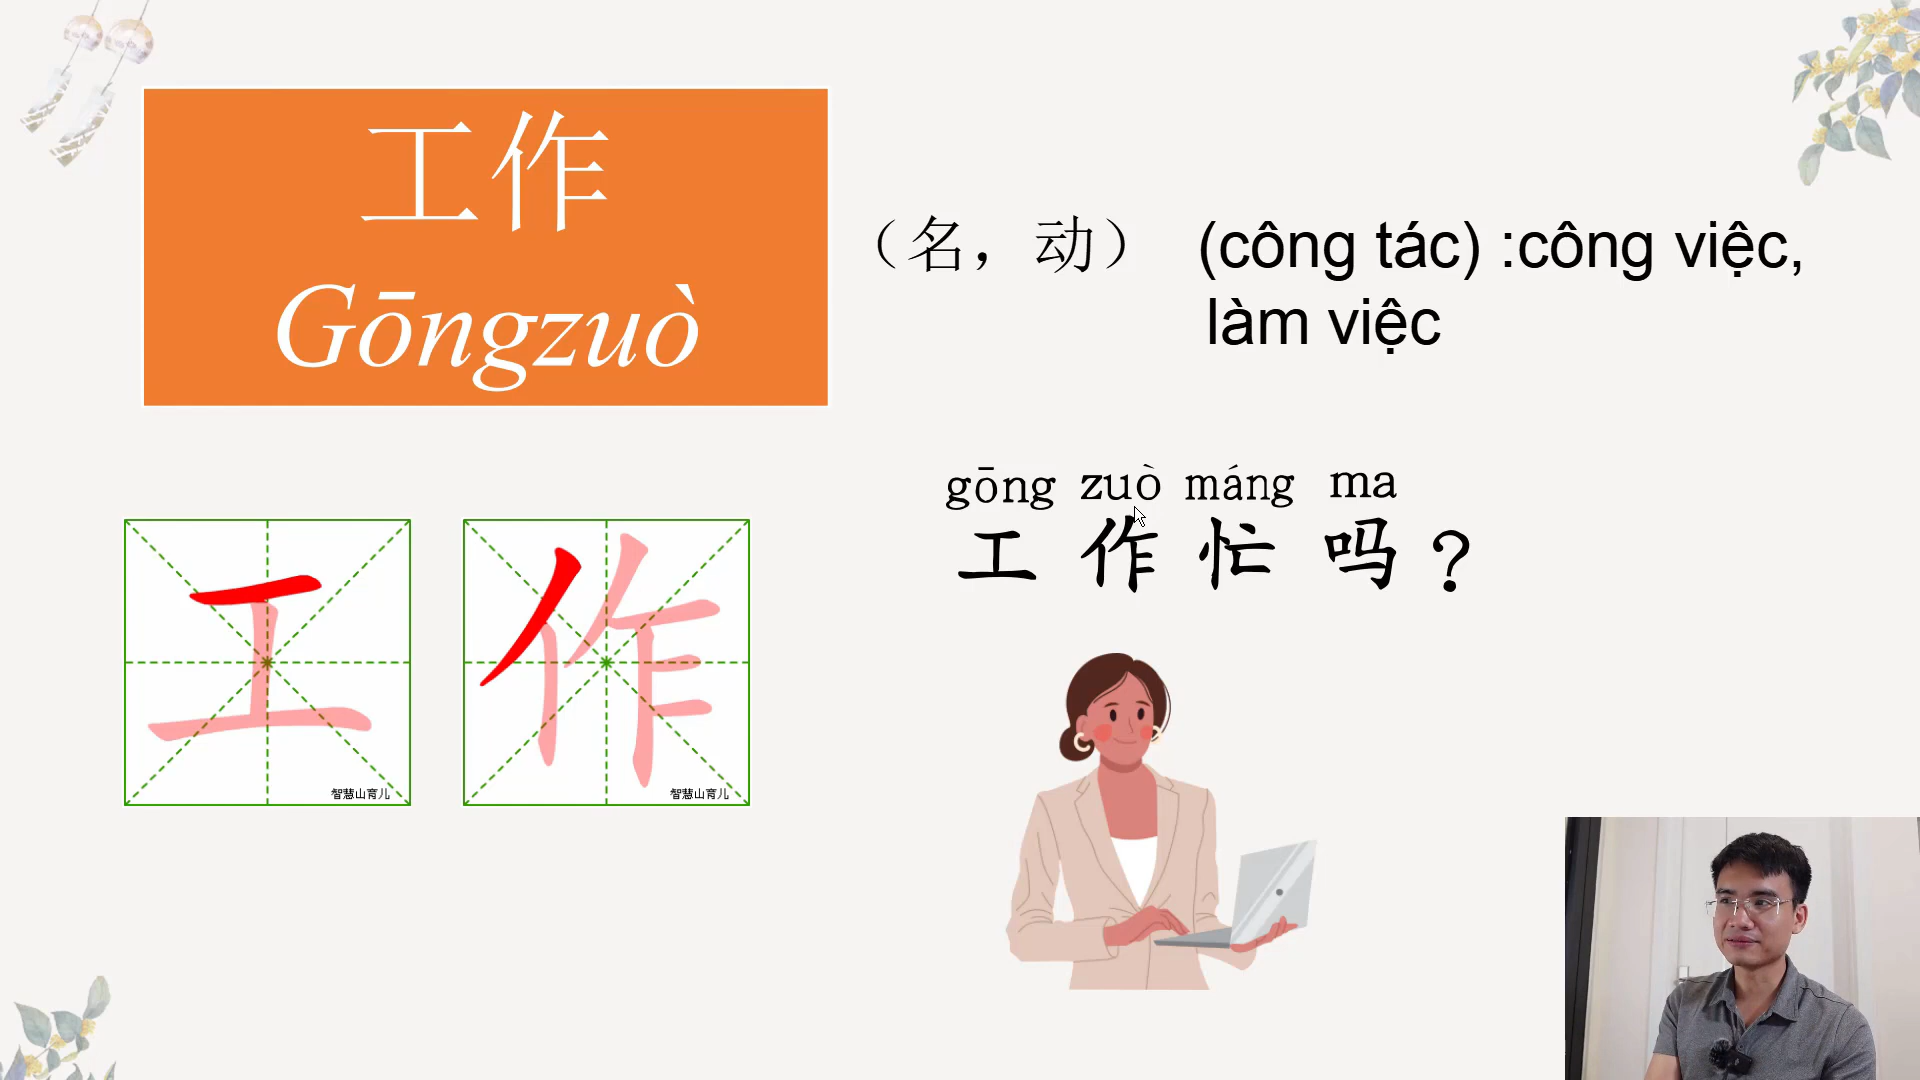 工作
Gōngzuò
（名，动） (công tác) :công việc,
làm việc
gōng zuò máng ma
工作忙吗?
工 作
智慧山育儿 智慧山育儿